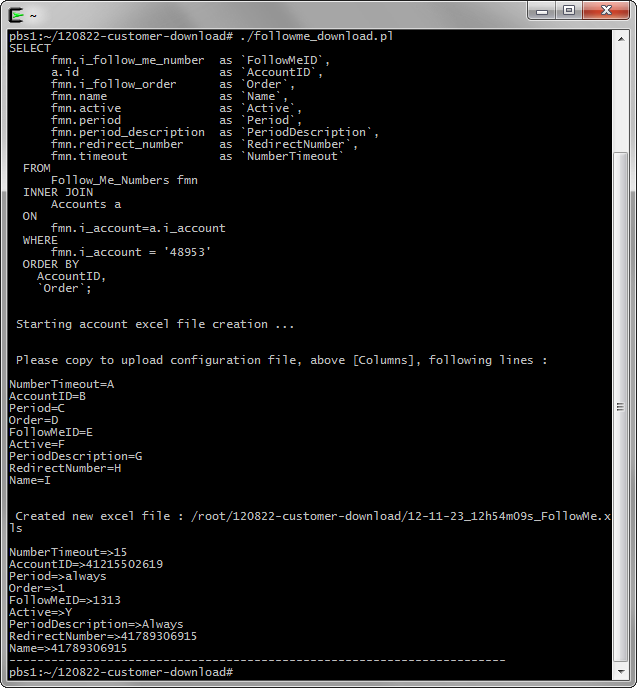 ~
pbs1:~/120822-customer-download# ./followme_download.pl
SELECT
      fmn.i_follow_me_number  as `FollowMeID`,
      a.id                    as `AccountID`,
      fmn.i_follow_order      as `Order`,
      fmn.name                as `Name`,
      fmn.active              as `Active`,
      fmn.period              as `Period`,
      fmn.period_description  as `PeriodDescription`,
      fmn.redirect_number     as `RedirectNumber`,
      fmn.timeout             as `NumberTimeout`
  FROM
      Follow_Me_Numbers fmn
  INNER JOIN
      Accounts a
  ON
      fmn.i_account=a.i_account
  WHERE
      fmn.i_account = '48953'
  ORDER BY
    AccountID,
    `Order`;
 Starting account excel file creation ...
 Please copy to upload configuration file, above [Columns], following lines :
NumberTimeout=A
AccountID=B
Period=C
Order=D
FollowMeID=E
Active=F
PeriodDescription=G
RedirectNumber=H
Name=I
 Created new excel file : /root/120822-customer-download/12-11-23_12h54m09s_FollowMe.x
ls
NumberTimeout=>15
AccountID=>41215502619
Period=>always
Order=>1
FollowMeID=>1313
Active=>Y
PeriodDescription=>Always
RedirectNumber=>41789306915
Name=>41789306915
-----------------------------------------------------------------------
pbs1:~/120822-customer-download#